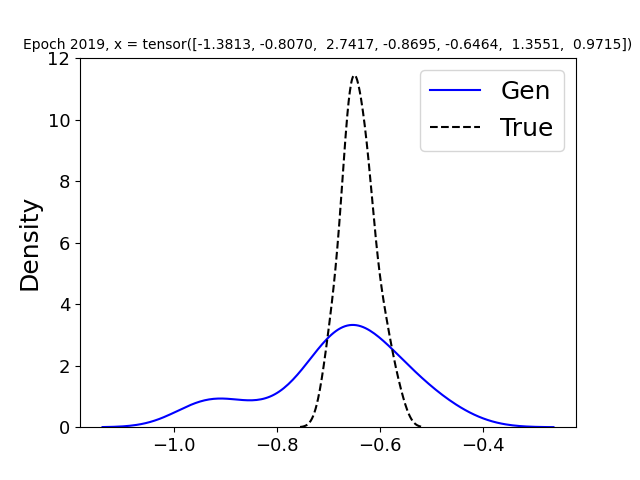 Epoch 2019, x = tensor([-1.3813, -0.8070,  2.7417, -0.8695, -0.6464,  1.3551,  0.9715])
12
10
8
6
4
2
0
Density
Gen
True
−1.0
−0.8
−0.6
−0.4